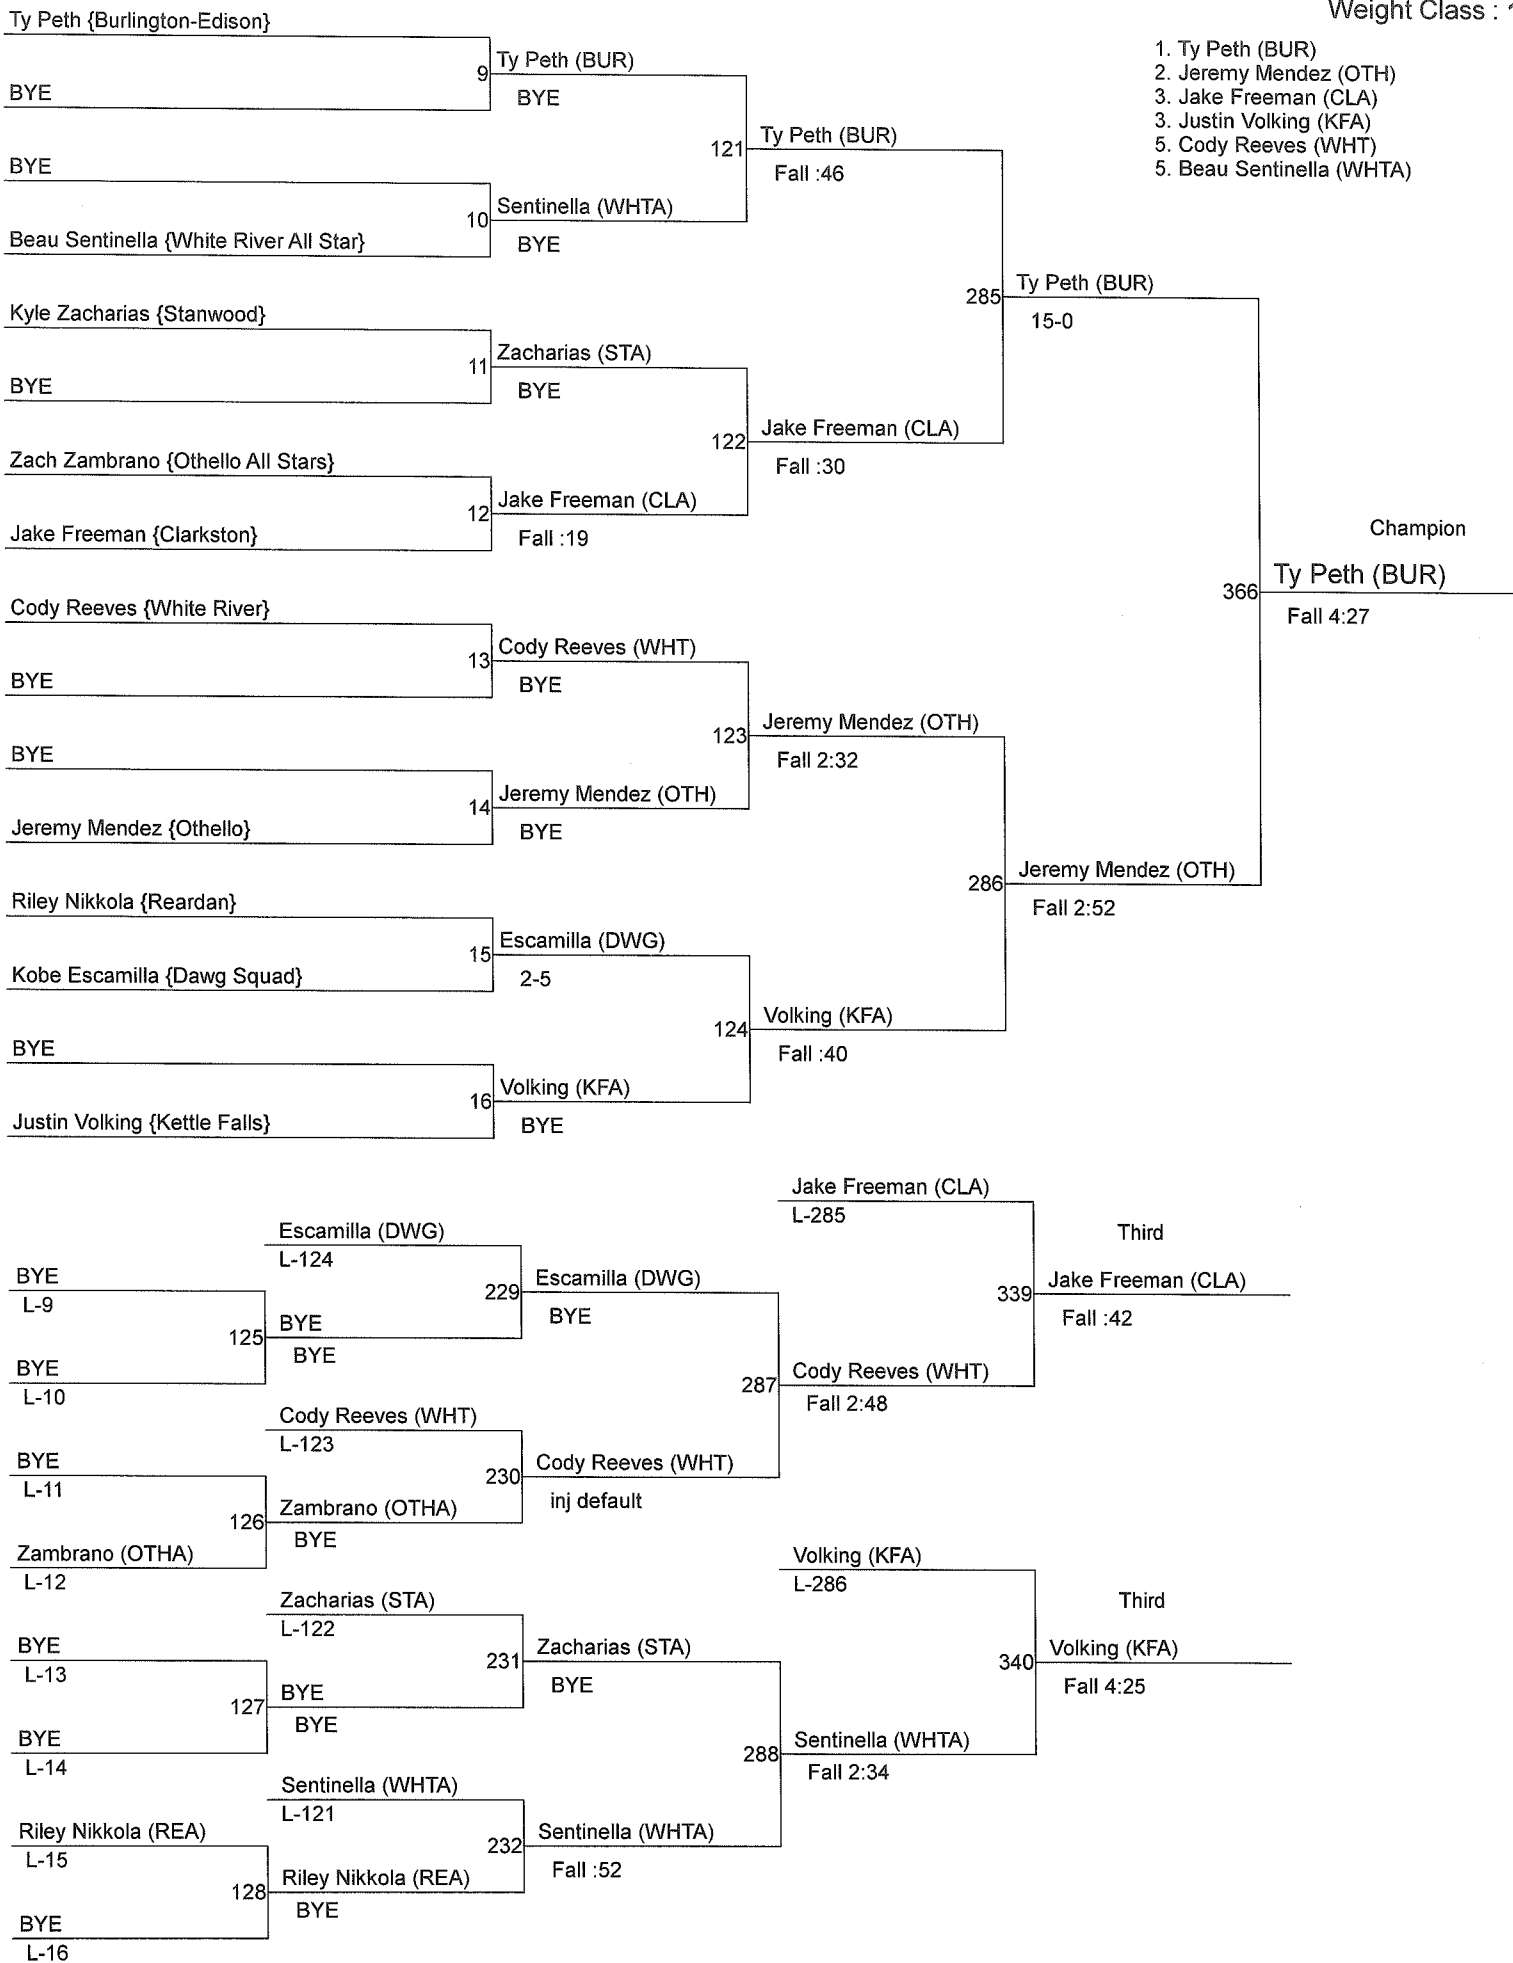 Weight Class :
1. Ty Peth (BUR)
2. Jeremy Mendez (OTH)
3. Jake Freeman (CLA)
3. Justin Volking (KFA)
5. Cody Reeves (WHT)
5. Beau Sentinella (WHTA)
Ty Peth {Burlington-Edison}
BYE
9
Ty Peth (BUR)
BYE
BYE
Beau Sentinella {White River All Star}
10
Sentinella (WHTA)
BYE
121
Ty Peth (BUR)
Fall :46
Kyle Zacharias {Stanwood}
BYE
11
Zacharias (STA)
BYE
Zach Zambrano {Othello All Stars}
Jake Freeman {Clarkston}
12
Jake Freeman (CLA)
Fall :19
122
Jake Freeman (CLA)
Fall :30
285
Ty Peth (BUR)
15-0
Cody Reeves {White River}
BYE
13
Cody Reeves (WHT)
BYE
BYE
Jeremy Mendez {Othello}
14
Jeremy Mendez (OTH)
BYE
123
Jeremy Mendez (OTH)
Fall 2:32
Riley Nikkola {Reardan}
Kobe Escamilla {Dawg Squad}
15
Escamilla (DWG)
2-5
BYE
Justin Volking {Kettle Falls}
16
Volking (KFA)
BYE
124
Volking (KFA)
Fall :40
286
Jeremy Mendez (OTH)
Fall 2:52
Champion
366
Ty Peth (BUR)
Fall 4:27
BYE
L-9
BYE
L-10
125
BYE
BYE
Escamilla (DWG)
L-124
229
Escamilla (DWG)
BYE
BYE
L-11
Zambrano (OTHA)
L-12
126
Zambrano (OTHA)
BYE
Cody Reeves (WHT)
L-123
230
Cody Reeves (WHT)
inj default
287
Cody Reeves (WHT)
Fall 2:48
Jake Freeman (CLA)
L-285
Third
339
Jake Freeman (CLA)
Fall :42
BYE
L-13
BYE
L-14
127
BYE
BYE
Zacharias (STA)
L-122
231
Zacharias (STA)
BYE
Riley Nikkola (REA)
L-15
BYE
L-16
128
Riley Nikkola (REA)
BYE
Sentinella (WHTA)
L-121
232
Sentinella (WHTA)
Fall :52
288
Sentinella (WHTA)
Fall 2:34
Volking (KFA)
L-286
Third
340
Volking (KFA)
Fall 4:25